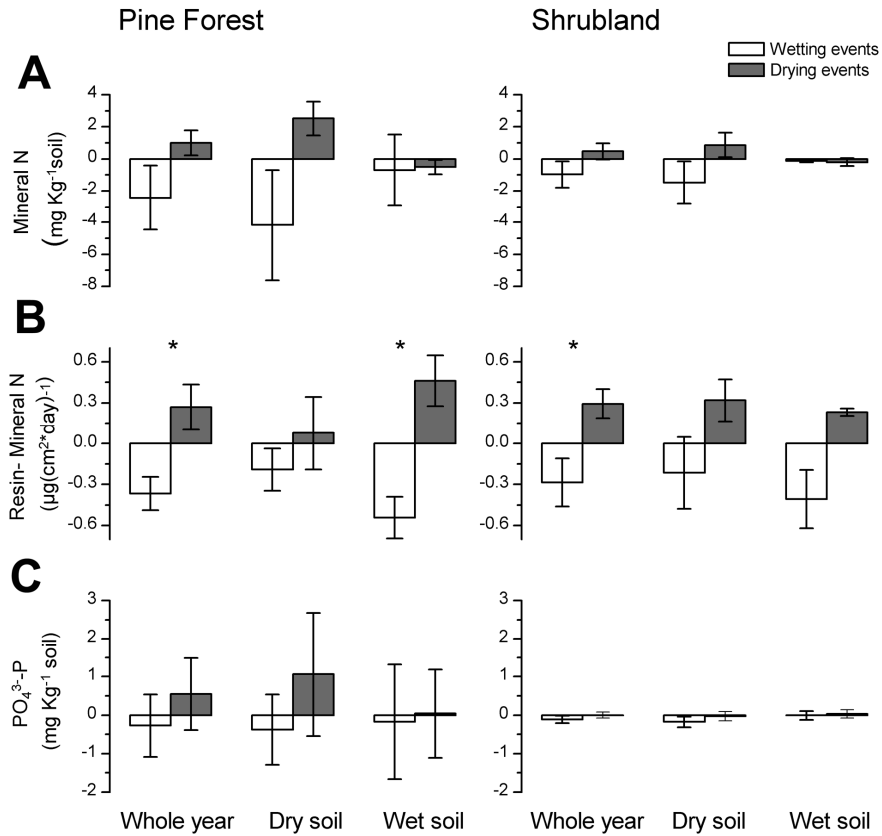 Pine Forest
Shrubland
Wetting events
Drying events
A
Mineral N
(mg Kg⁻¹soil)
4
2
0
-2
-4
-6
-8
4
2
0
-2
-4
-6
-8
B
Resin- Mineral N
(µg(cm²*day)⁻¹)
0.6
0.3
0.0
-0.3
-0.6
*
*
0.6
0.3
0.0
-0.3
-0.6
*
C
PO₄³⁻-P
(mg Kg⁻¹ soil)
3
2
1
0
-1
-2
3
2
1
0
-1
-2
Whole year
Dry soil
Wet soil
Whole year
Dry soil
Wet soil